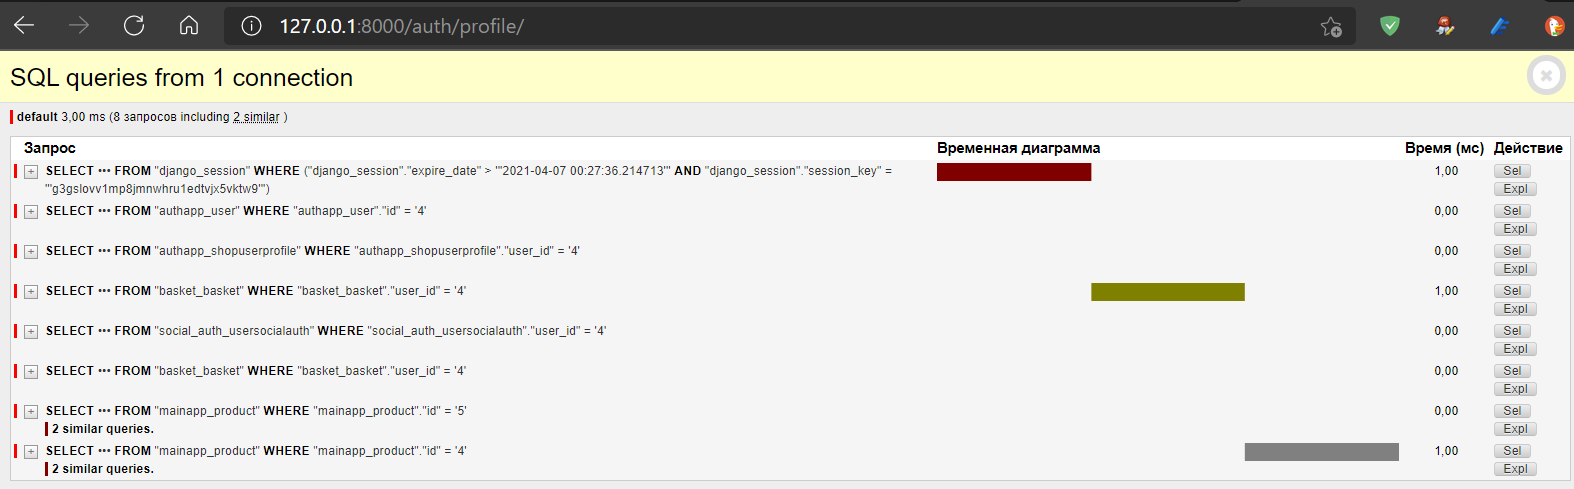 127.0.0.1:8000/auth/profile/
SQL queries from 1 connection
default 3,00 ms (8 запросов including 2 similar )
Запрос Временная диаграмма Время (мс) Действие
+ SELECT ••• FROM "django_session" WHERE ("django_session"."expire_date" > '"2021-04-07 00:27:36.214713"' AND "django_session"."session_key" = 1,00 Sel
'"g3gslovv1mp8jmnwhru1edtvjx5vktw9"') Expl
+ SELECT ••• FROM "authapp_user" WHERE "authapp_user"."id" = '4' 0,00 Sel
Expl
+ SELECT ••• FROM "authapp_shopuserprofile" WHERE "authapp_shopuserprofile"."user_id" = '4' 0,00 Sel
Expl
+ SELECT ••• FROM "basket_basket" WHERE "basket_basket"."user_id" = '4' 1,00 Sel
Expl
+ SELECT ••• FROM "social_auth_usersocialauth" WHERE "social_auth_usersocialauth"."user_id" = '4' 0,00 Sel
Expl
+ SELECT ••• FROM "basket_basket" WHERE "basket_basket"."user_id" = '4' 0,00 Sel
Expl
+ SELECT ••• FROM "mainapp_product" WHERE "mainapp_product"."id" = '5' 0,00 Sel
2 similar queries. Expl
+ SELECT ••• FROM "mainapp_product" WHERE "mainapp_product"."id" = '4' 1,00 Sel
2 similar queries. Expl